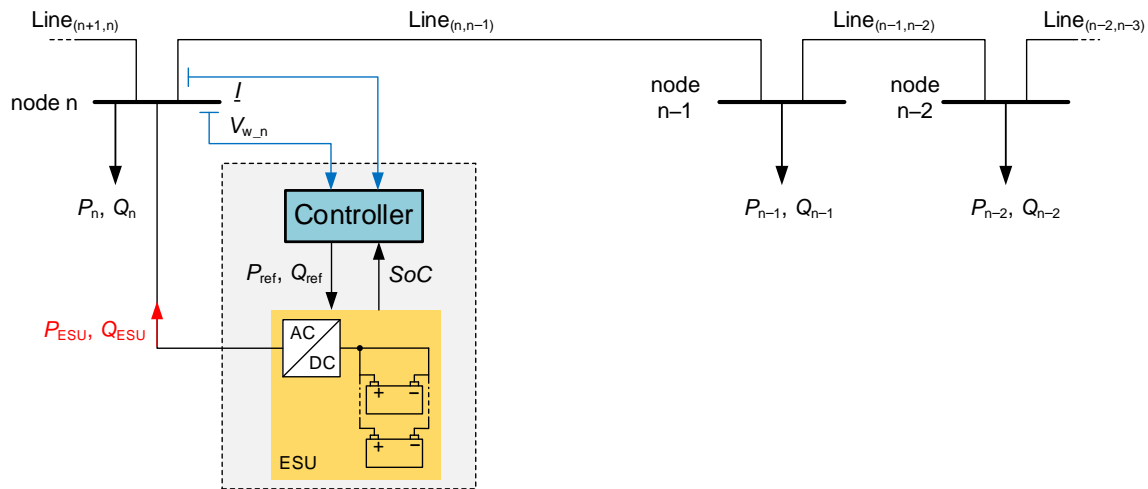 Line(n+1,n)
Line(n,n–1)
Line(n–1,n–2)
Line(n–2,n–3)
node n
I
Vw_n
node
n–1
node
n–2
Pn, Qn
Controller
Pn–1, Qn–1
Pn–2, Qn–2
Pref, Qref
SoC
PESU, QESU
AC
DC
+ –
+ –
ESU